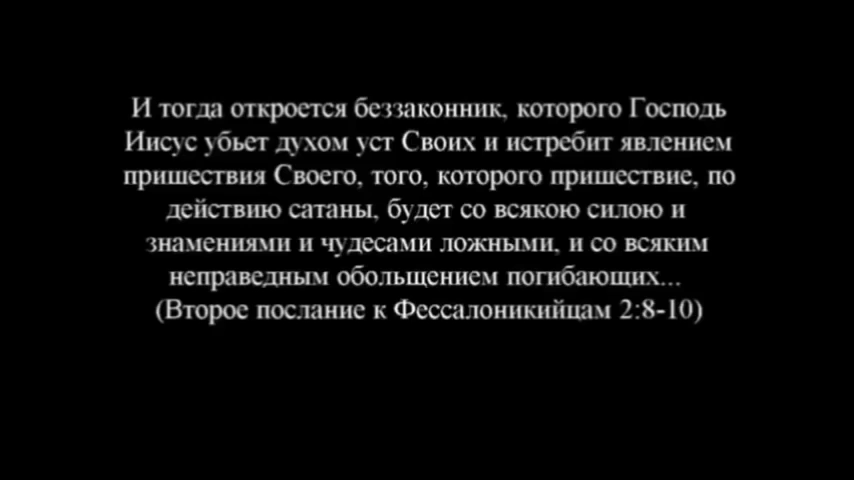 И тогда откроется беззаконник, которого Господь
Иисус убьет духом уст Своих и истребит явлением
пришествия Своего, того, которого пришествие, по
действию сатаны, будет со всякою силою и
знамениями и чудесами ложными, и со всяким
неправедным обольщением погибающих...
(Второе послание к Фессалоникийцам 2:8-10)